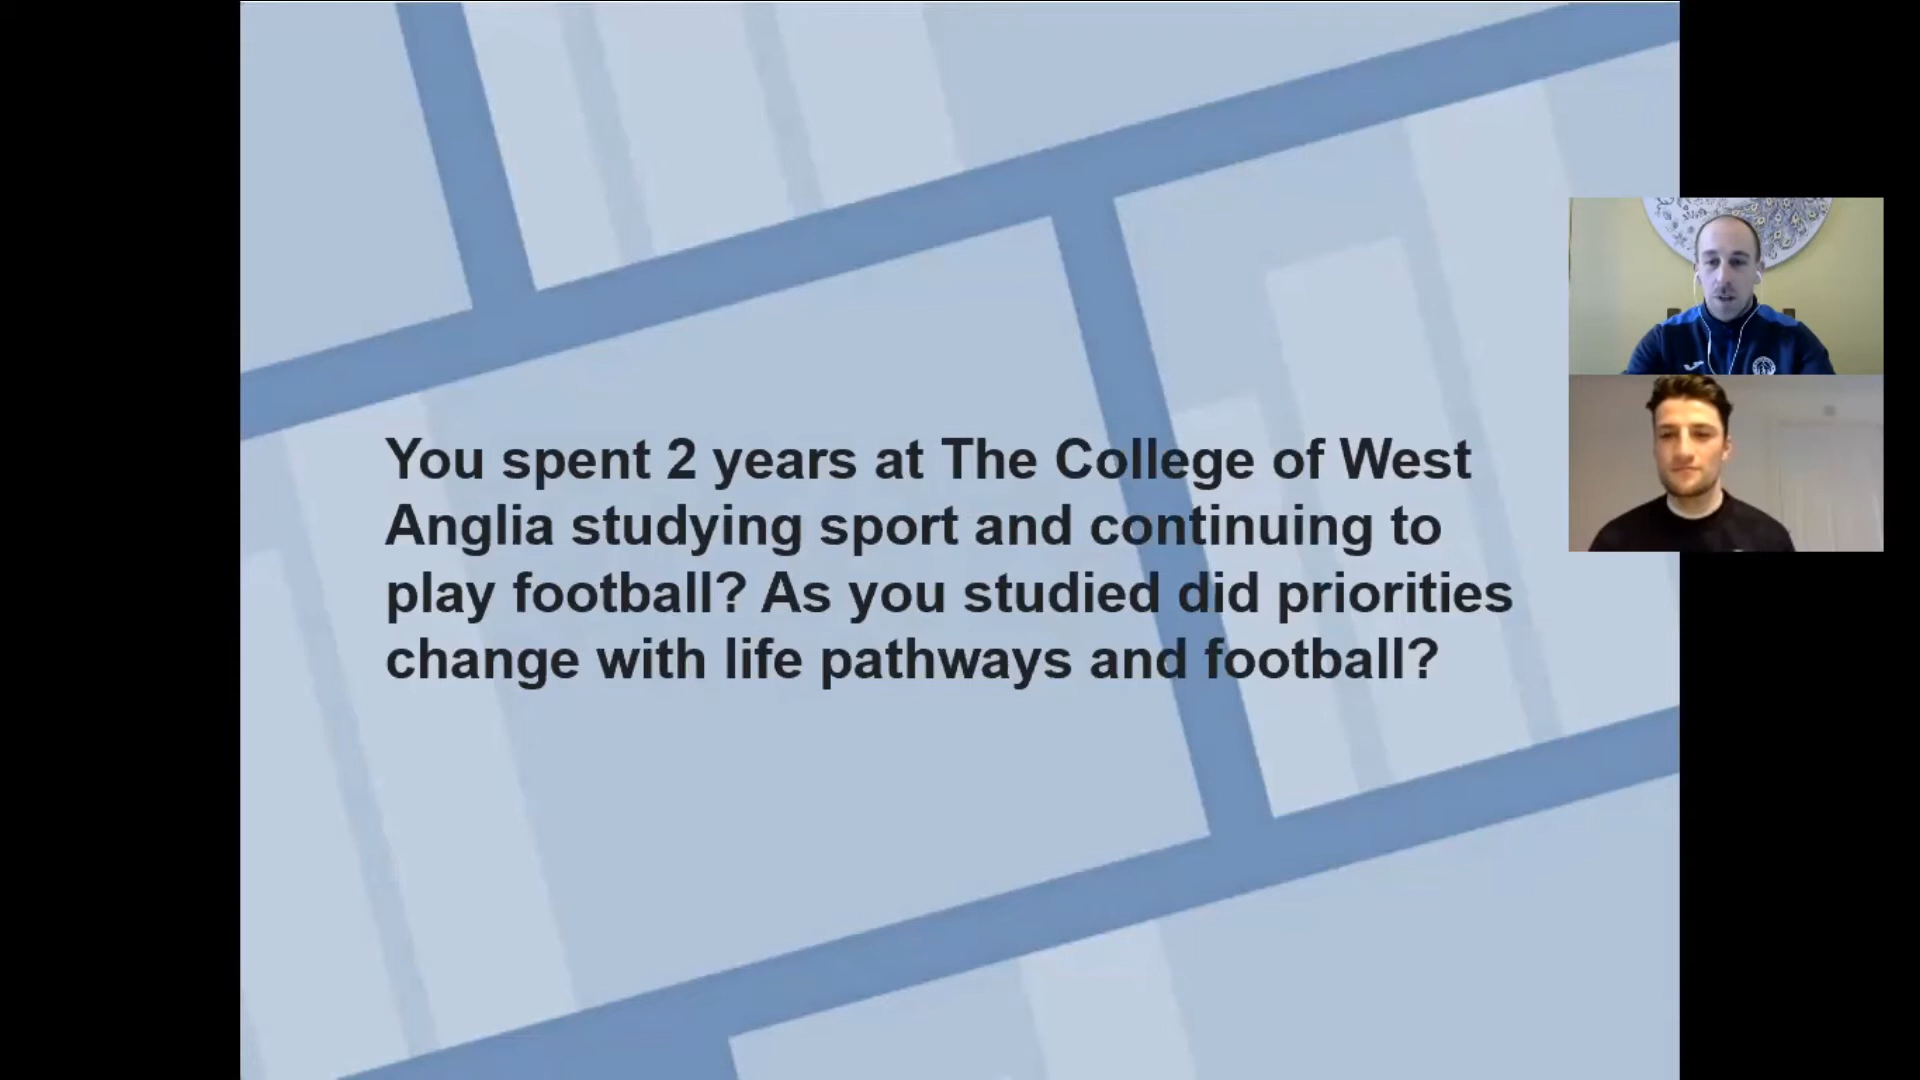 You spent 2 years at The College of West
Anglia studying sport and continuing to
play football? As you studied did priorities
change with life pathways and football?